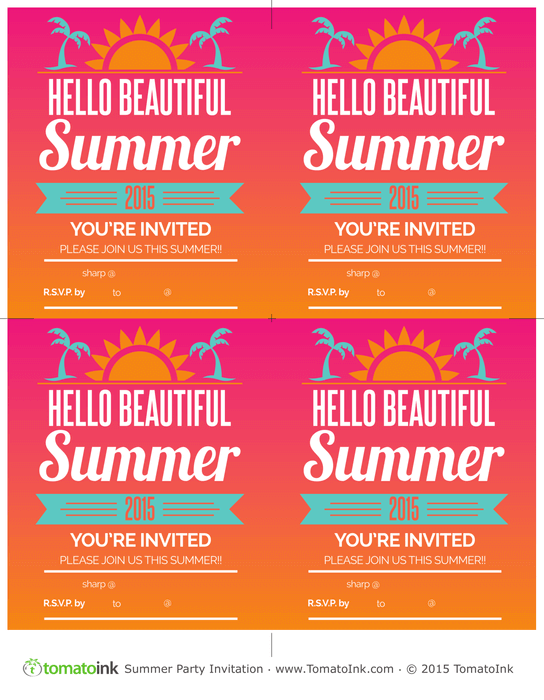 HELLO BEAUTIFUL
Summer
2015
YOU'RE INVITED
PLEASE JOIN US THIS SUMMER!!
sharp @
R.S.V.P. by to @
HELLO BEAUTIFUL
Summer
2015
YOU'RE INVITED
PLEASE JOIN US THIS SUMMER!!
sharp @
R.S.V.P. by to @
HELLO BEAUTIFUL
Summer
2015
YOU'RE INVITED
PLEASE JOIN US THIS SUMMER!!
sharp @
R.S.V.P. by to @
HELLO BEAUTIFUL
Summer
2015
YOU'RE INVITED
PLEASE JOIN US THIS SUMMER!!
sharp @
R.S.V.P. by to @
tomatoink Summer Party Invitation · www.TomatoInk.com · © 2015 TomatoInk